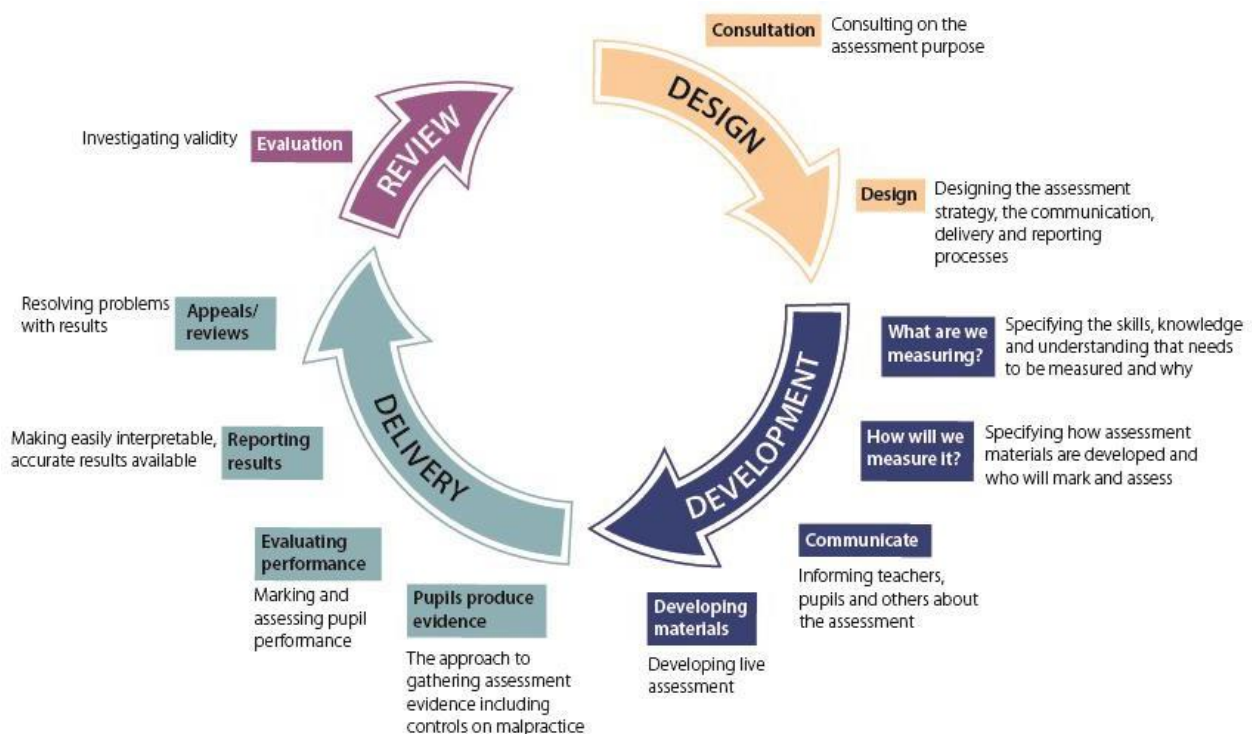 Consultation
Consulting on the
assessment purpose
DESIGN
Design
Designing the assessment
strategy, the communication,
delivery and reporting
processes
DEVELOPMENT
What are we
measuring?
Specifying the skills, knowledge
and understanding that needs
to be measured and why
How will we
measure it?
Specifying how assessment
materials are developed and
who will mark and assess
Communicate
Informing teachers,
pupils and others about
the assessment
Developing
materials
Developing live
assessment
DELIVERY
Pupils produce
evidence
The approach to
gathering assessment
evidence including
controls on malpractice
Evaluating
performance
Marking and
assessing pupil
performance
Reporting
results
Making easily interpretable,
accurate results available
Appeals/
reviews
Resolving problems
with results
REVIEW
Evaluation
Investigating validity